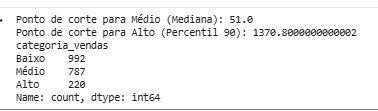 Ponto de corte para Médio (Mediana): 51.0
Ponto de corte para Alto (Percentil 90): 1370.8000000000002
categoria_vendas
Baixo 992
Médio 787
Alto 220
Name: count, dtype: int64